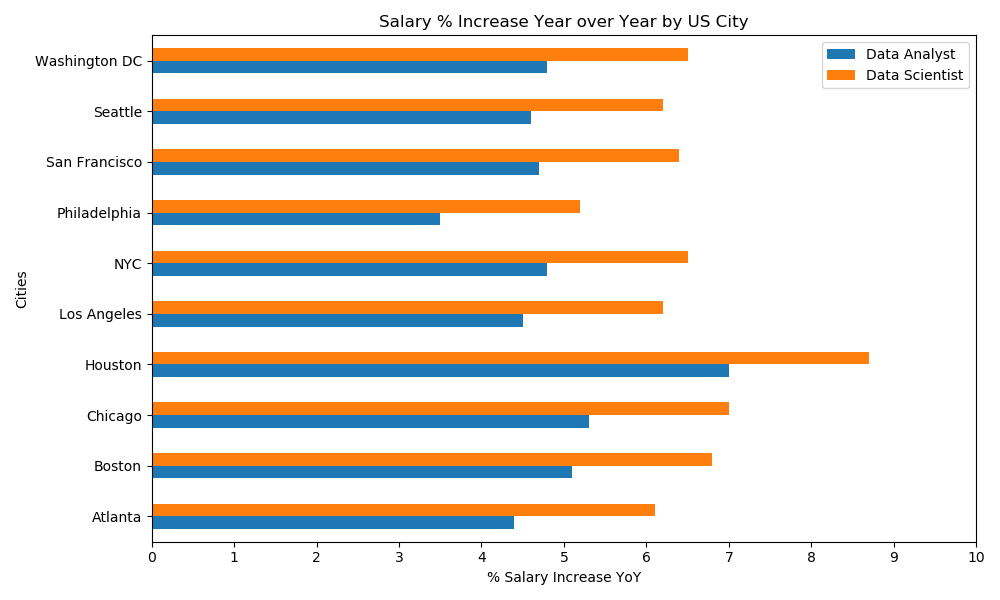 Salary % Increase Year over Year by US City
Data Analyst
Data Scientist
Washington DC
Seattle
San Francisco
Philadelphia
NYC
Los Angeles
Houston
Chicago
Boston
Atlanta
Cities
0 1 2 3 4 5 6 7 8 9 10
% Salary Increase YoY